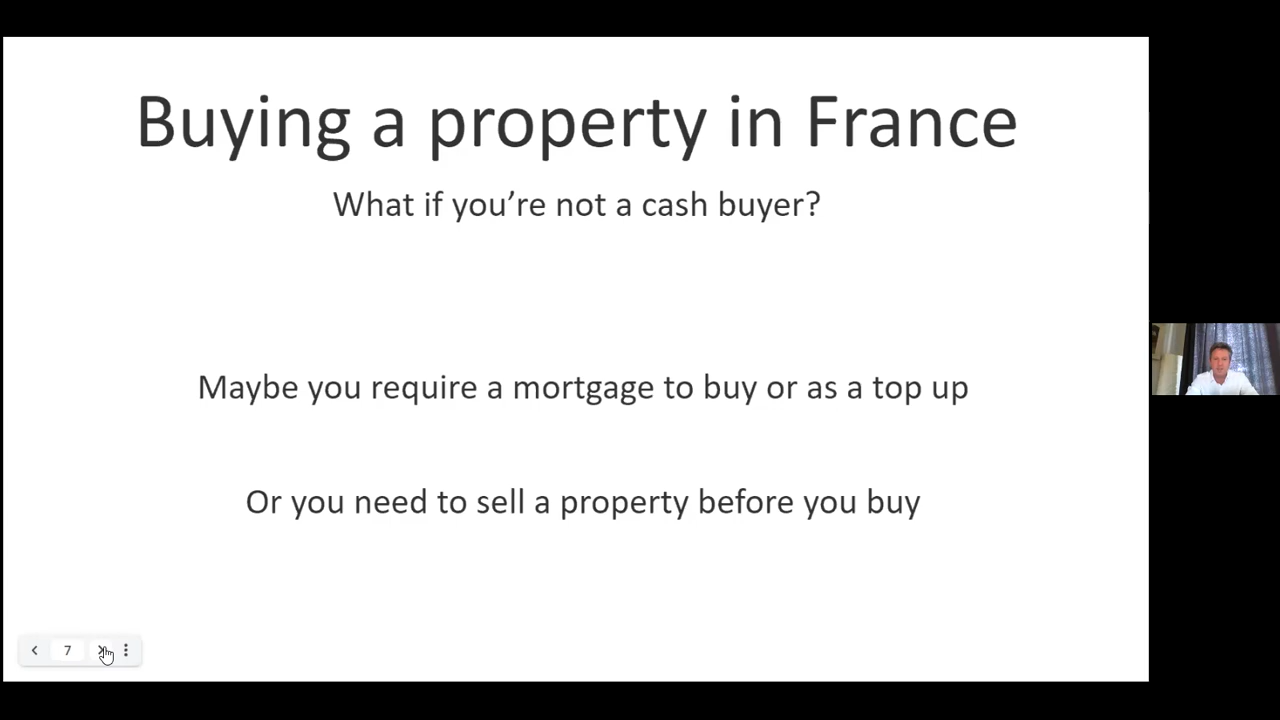 Buying a property in France
What if you’re not a cash buyer?
Maybe you require a mortgage to buy or as a top up
Or you need to sell a property before you buy
7